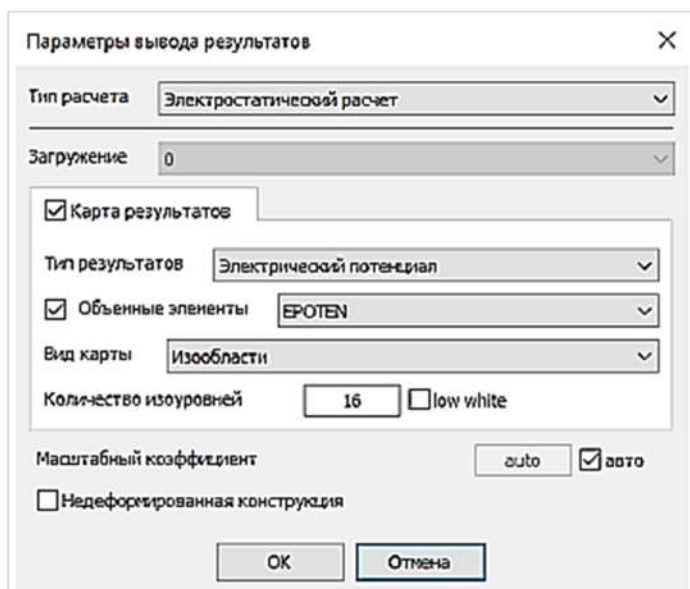 Параметры вывода результатов
Тип расчета Электростатический расчет
Загружение 0
Карта результатов
Тип результатов Электрический потенциал
Объемные элементы EPOTEN
Вид карты Изообласти
Количество изоуровней 16 low white
Масштабный коэффициент auto авто
Недеформированная конструкция
OK Отмена